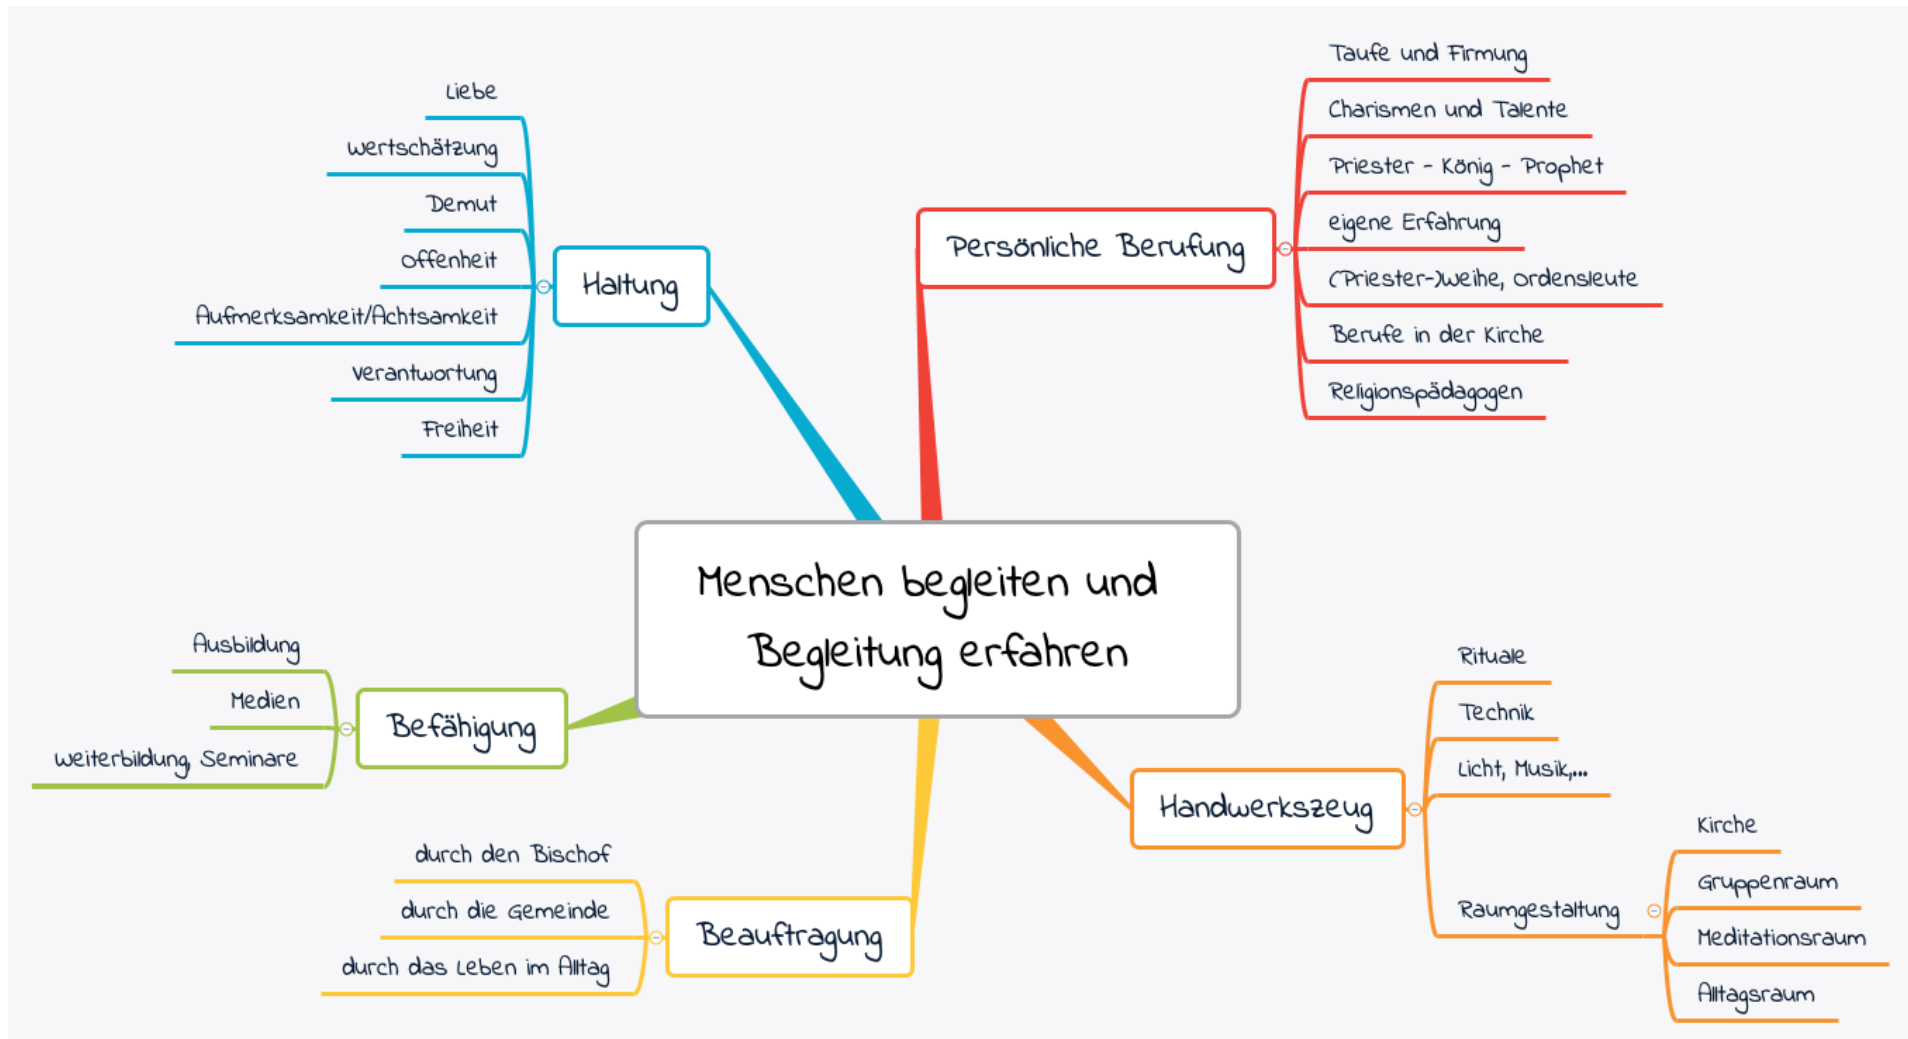 Menschen begleiten und
Begleitung erfahren
Persönliche Berufung
Taufe und Firmung
Charismen und Talente
Priester - König - Prophet
eigene Erfahrung
(Priester-)Weihe, Ordensleute
Berufe in der Kirche
Religionspädagogen
Handwerkszeug
Rituale
Technik
Licht, Musik,...
Raumgestaltung
Kirche
Gruppenraum
Meditationsraum
Alltagsraum
Beauftragung
durch den Bischof
durch die Gemeinde
durch das Leben im Alltag
Befähigung
Ausbildung
Medien
Weiterbildung, Seminare
Haltung
Liebe
Wertschätzung
Demut
Offenheit
Aufmerksamkeit/Achtsamkeit
Verantwortung
Freiheit